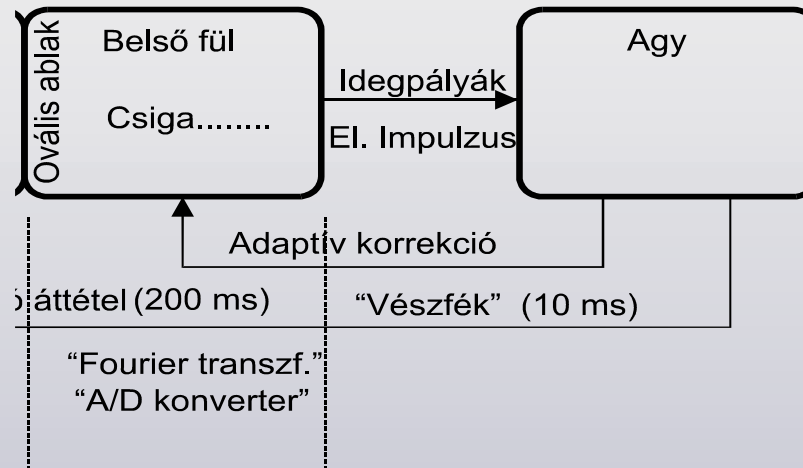 Ovális ablak
Belső fül
Csiga........
Idegpályák
El. Impulzus
Agy
Adaptív korrekció
ó áttétel (200 ms)
“Vészfék” (10 ms)
“Fourier transzf.”
“A/D konverter”